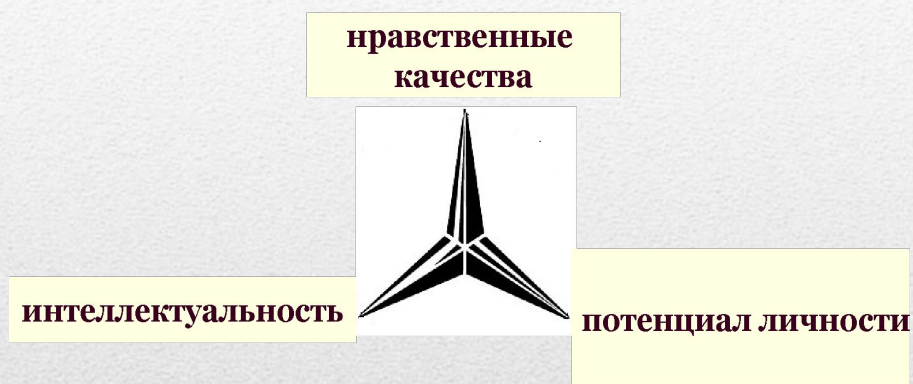 нравственные
качества
интеллектуальность
потенциал личности